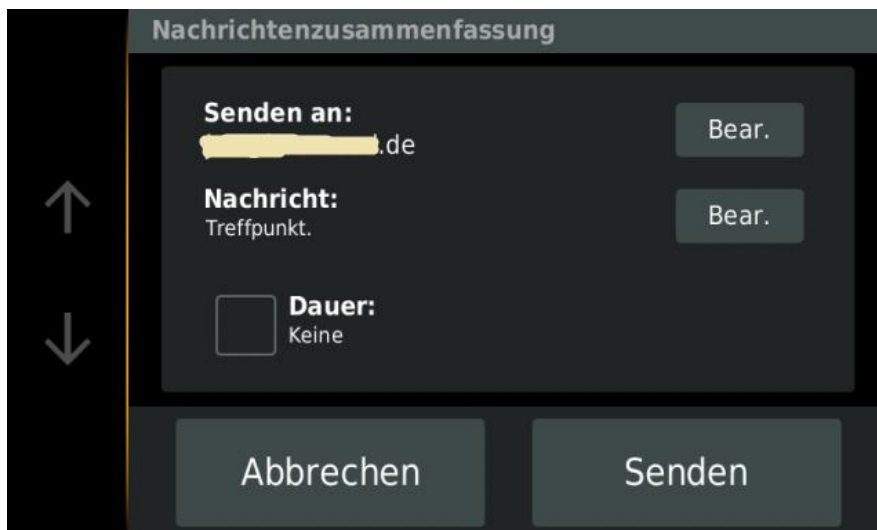 Nachrichtenzusammenfassung
Senden an:
.de
Bear.
Nachricht:
Treffpunkt.
Bear.
Dauer:
Keine
Abbrechen
Senden